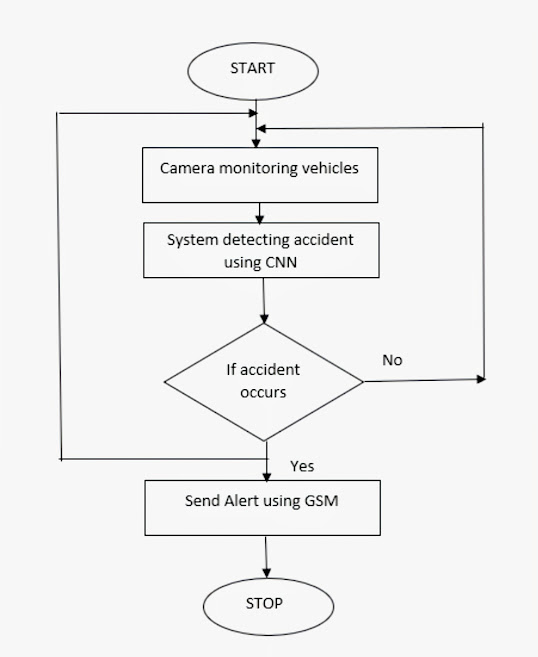 START
Camera monitoring vehicles
System detecting accident
using CNN
If accident
occurs
No
Yes
Send Alert using GSM
STOP